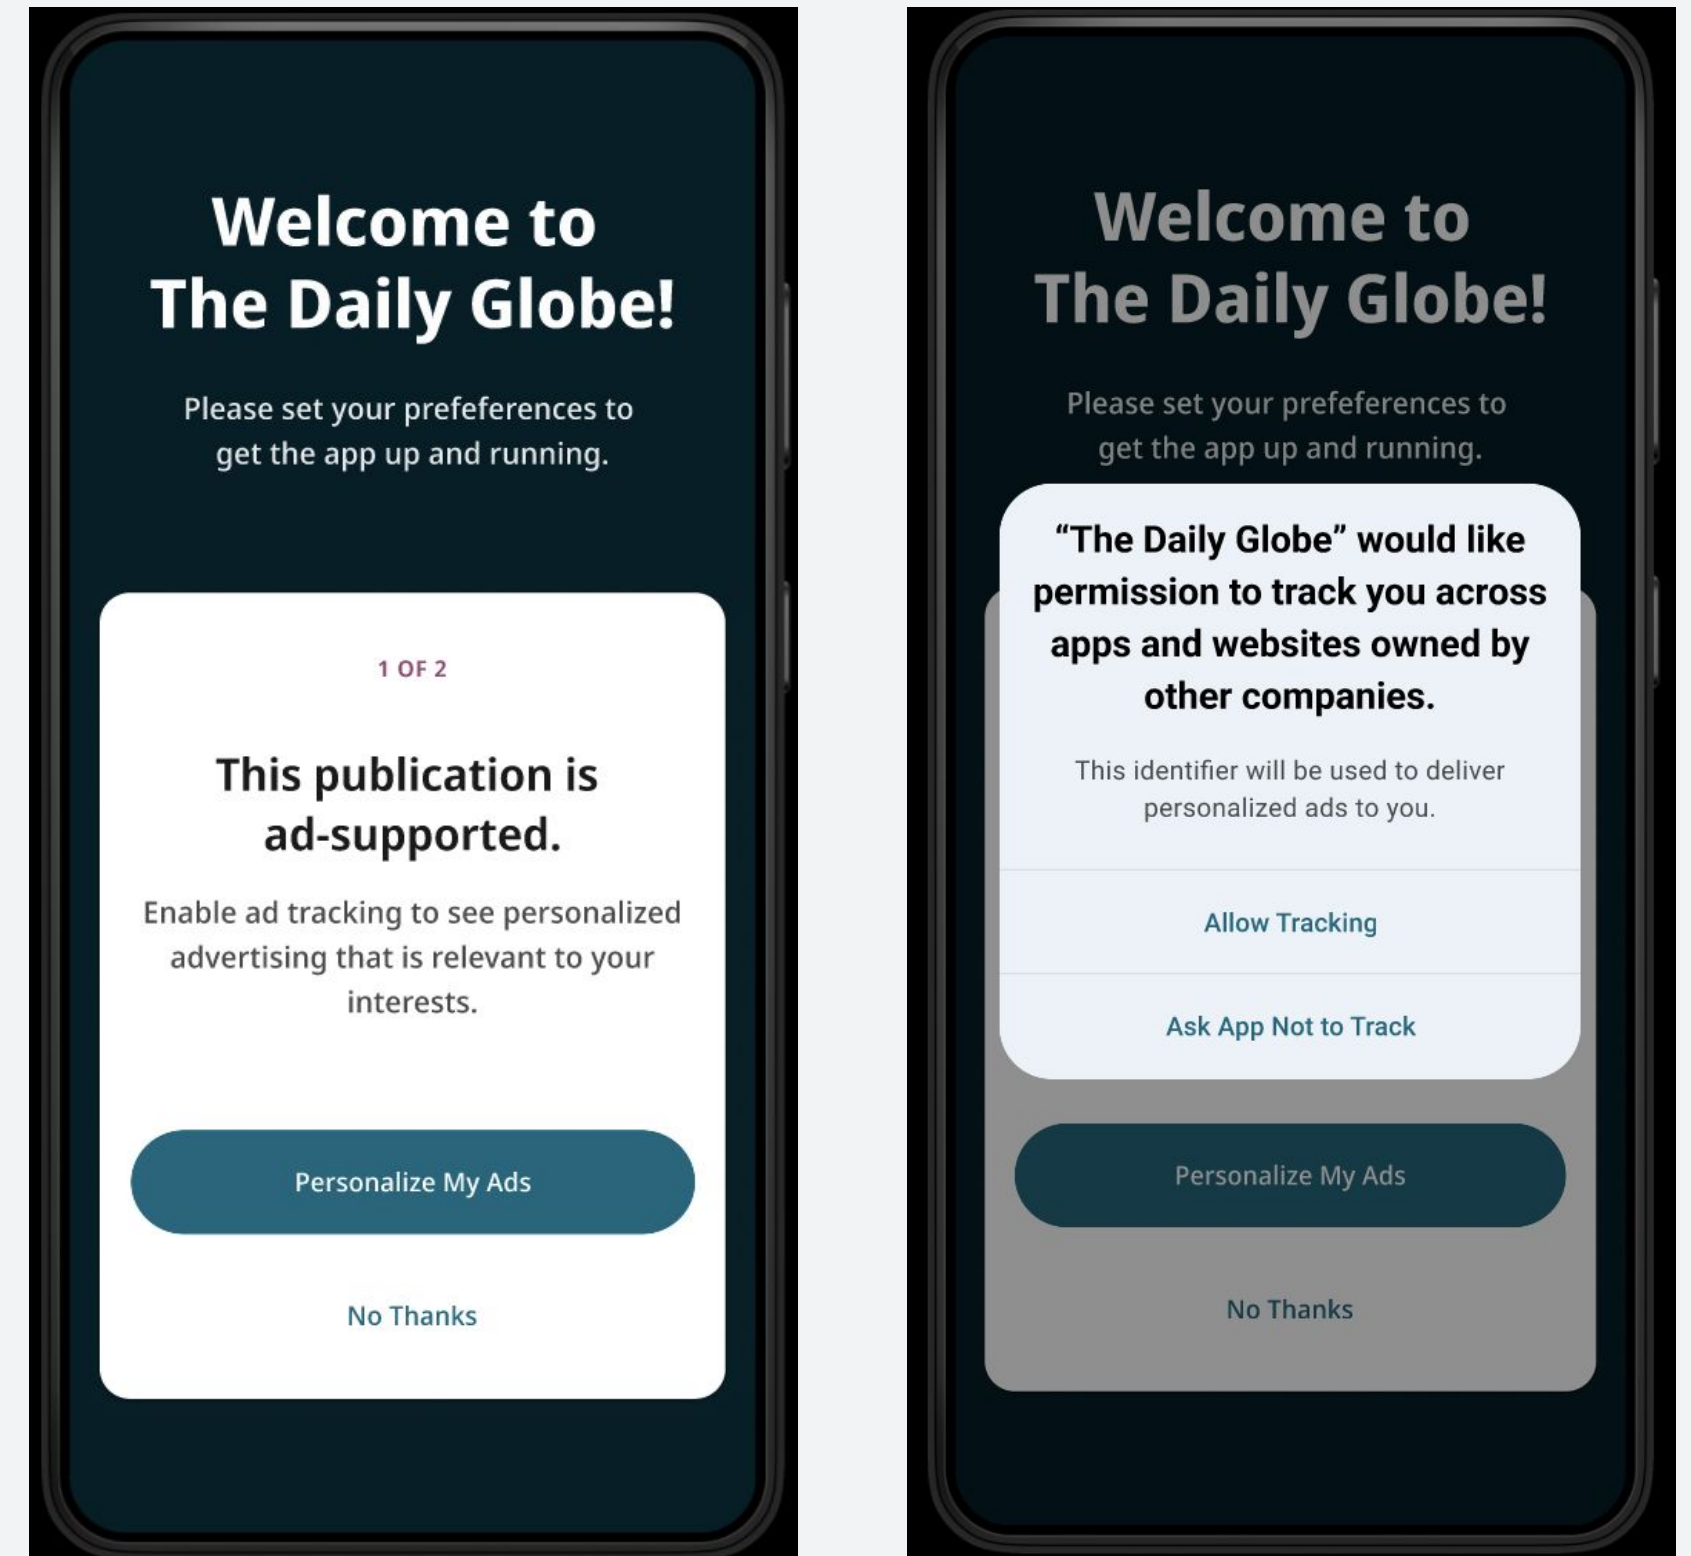 Welcome to
The Daily Globe!
Please set your prefeferences to
get the app up and running.
1 OF 2
This publication is
ad-supported.
Enable ad tracking to see personalized
advertising that is relevant to your
interests.
Personalize My Ads
No Thanks
Welcome to
The Daily Globe!
Please set your prefeferences to
get the app up and running.
“The Daily Globe” would like
permission to track you across
apps and websites owned by
other companies.
This identifier will be used to deliver
personalized ads to you.
Allow Tracking
Ask App Not to Track
Personalize My Ads
No Thanks